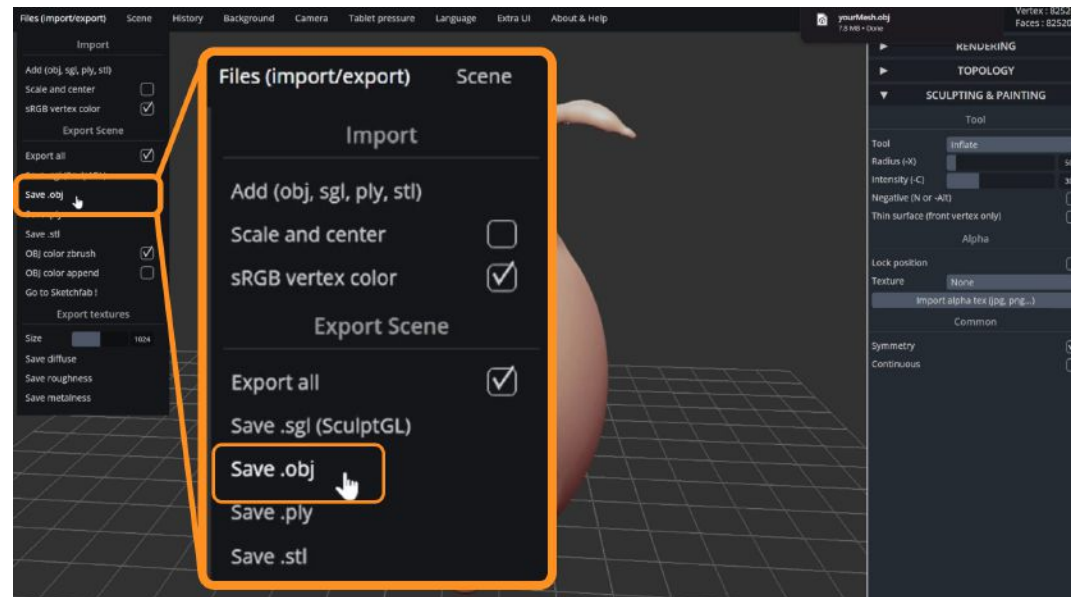 Files (import/export) Scene History Background Camera Tablet pressure Language Extra UI About & Help
yourMesh.obj
7.8 MB • Done
Vertex : 8252
Faces : 82520
Import
Add (obj, sgl, ply, stl)
Scale and center
sRGB vertex color
Export Scene
Export all
Save .obj
Save .stl
OBJ color zbrush
OBJ color append
Go to Sketchfab !
Export textures
Size 1024
Save diffuse
Save roughness
Save metalness
Files (import/export) Scene
Import
Add (obj, sgl, ply, stl)
Scale and center
sRGB vertex color
Export Scene
Export all
Save .sgl (SculptGL)
Save .obj
Save .ply
Save .stl
RENDERING
TOPOLOGY
SCULPTING & PAINTING
Tool
Tool Inflate
Radius (-X)
Intensity (-C)
Negative (N or -Alt)
Thin surface (front vertex only)
Alpha
Lock position
Texture None
Import alpha tex (jpg, png...)
Common
Symmetry
Continuous